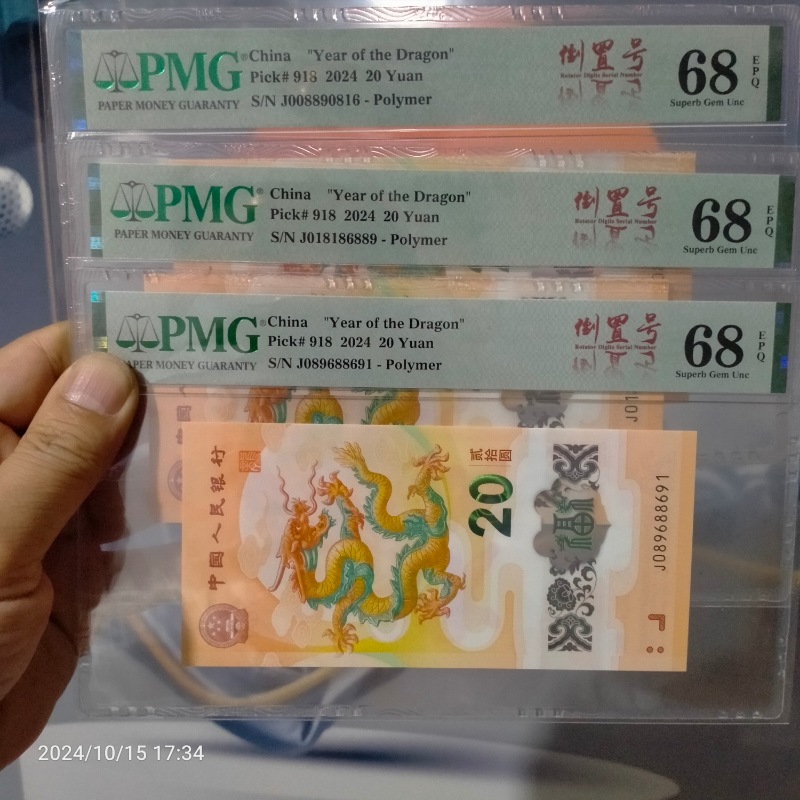 PMG®
PAPER MONEY GUARANTY
China "Year of the Dragon"
Pick# 918 2024 20 Yuan
S/N J008890816 - Polymer
倒置号
Rotator Digits Serial Number
68
EPQ
Superb Gem Unc
PMG®
PAPER MONEY GUARANTY
China "Year of the Dragon"
Pick# 918 2024 20 Yuan
S/N J018186889 - Polymer
倒置号
Rotator Digits Serial Number
68
EPQ
Superb Gem Unc
PMG®
PER MONEY GUARANTY
China "Year of the Dragon"
Pick# 918 2024 20 Yuan
S/N J089688691 - Polymer
倒置号
Rotator Digits Serial Number
68
EPQ
Superb Gem Unc
J01
中国人民银行
贰拾圆
20
福
J089688691
2024/10/15 17:34